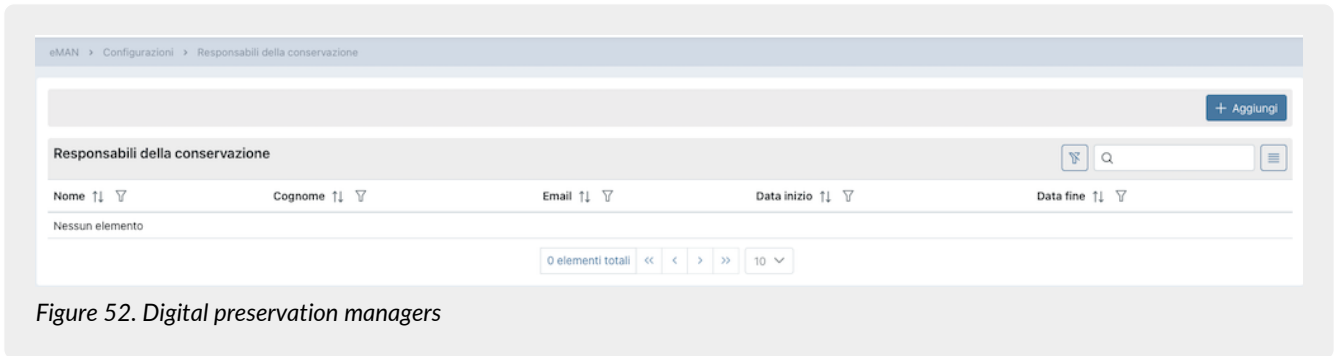 eMAN > Configurazioni > Responsabili della conservazione
+ Aggiungi
Responsabili della conservazione
Nome Cognome Email Data inizio Data fine
Nessun elemento
0 elementi totali << < > >> 10
Figure 52. Digital preservation managers